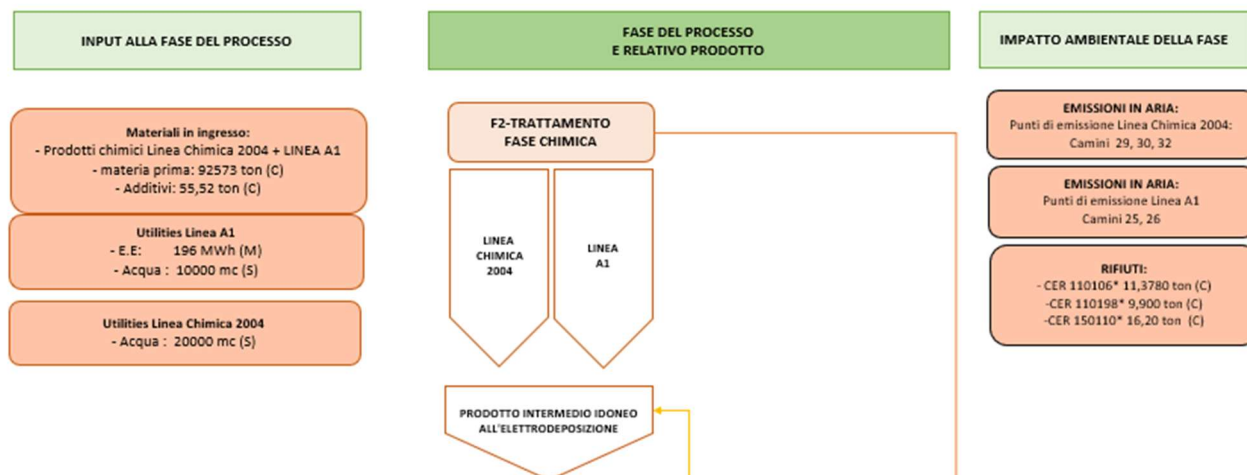 INPUT ALLA FASE DEL PROCESSO
FASE DEL PROCESSO
E RELATIVO PRODOTTO
IMPATTO AMBIENTALE DELLA FASE
Materiali in ingresso:
- Prodotti chimici Linea Chimica 2004 + LINEA A1
- materia prima: 92573 ton (C)
- Additivi: 55,52 ton (C)
Utilities Linea A1
- E.E: 196 MWh (M)
- Acqua : 10000 mc (S)
Utilities Linea Chimica 2004
- Acqua : 20000 mc (S)
F2-TRATTAMENTO
FASE CHIMICA
LINEA
CHIMICA
2004
LINEA
A1
PRODOTTO INTERMEDIO IDONEO
ALL'ELETTRODEPOSIZIONE
EMISSIONI IN ARIA:
Punti di emissione Linea Chimica 2004:
Camini 29, 30, 32
EMISSIONI IN ARIA:
Punti di emissione Linea A1
Camini 25, 26
RIFIUTI:
- CER 110106* 11,3780 ton (C)
-CER 110198* 9,900 ton (C)
-CER 150110* 16,20 ton (C)